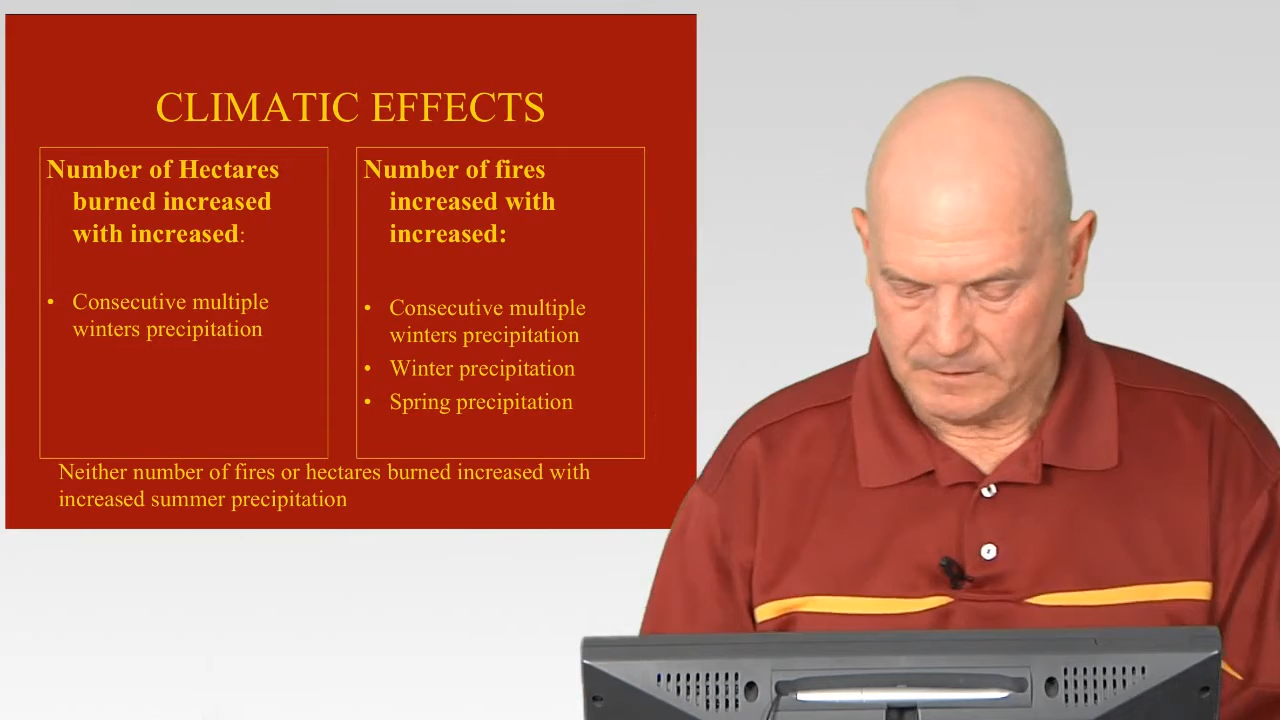 CLIMATIC EFFECTS
Number of Hectares
burned increased
with increased:
• Consecutive multiple
winters precipitation
Number of fires
increased with
increased:
• Consecutive multiple
winters precipitation
• Winter precipitation
• Spring precipitation
Neither number of fires or hectares burned increased with
increased summer precipitation